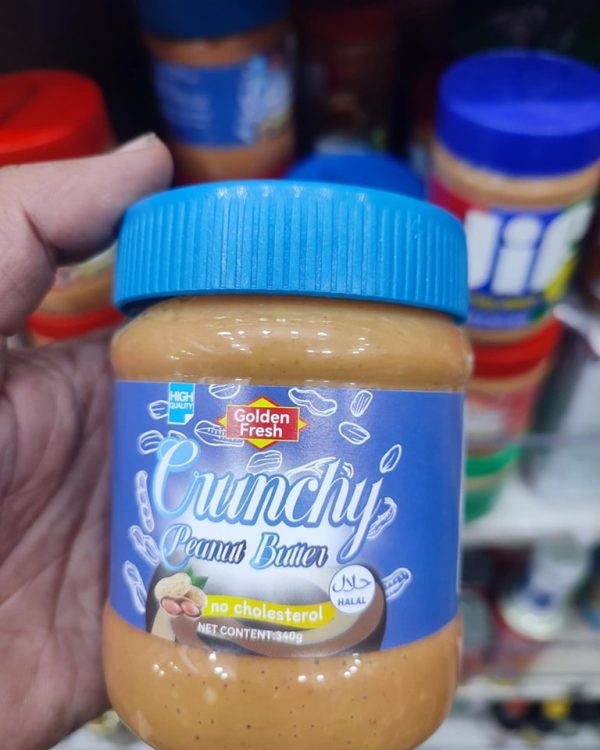 Jif
HIGH
QUALITY
Golden
Fresh
Crunchy
Peanut Butter
حلال
HALAL
no cholesterol
NET CONTENT:340g